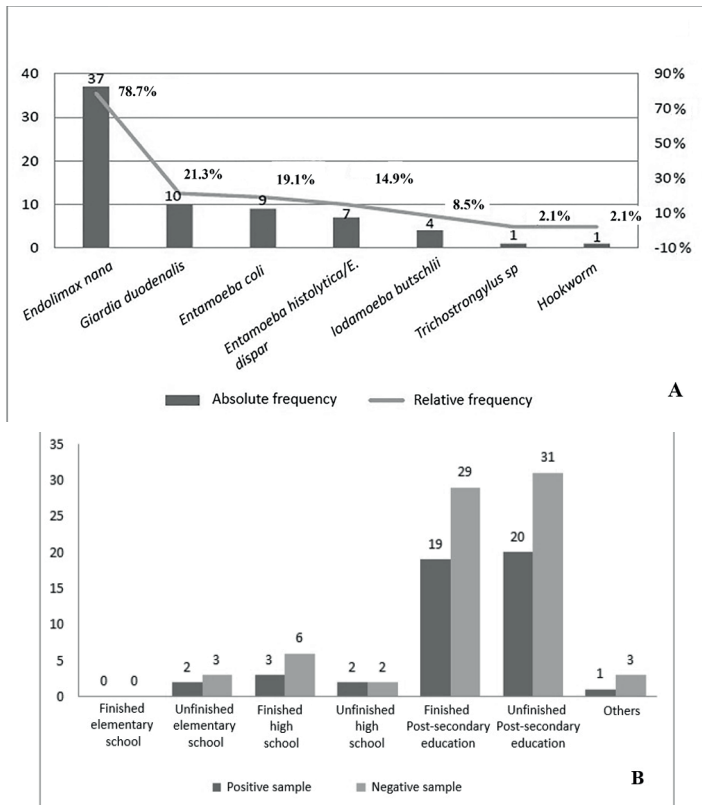 40
30
20
10
0
90%
70%
50%
30%
10%
-10%
37
10
9
7
4
1
1
78.7%
21.3%
19.1%
14.9%
8.5%
2.1%
2.1%
Endolimax nana
Giardia duodenalis
Entamoeba coli
Entamoeba histolytica/E.
dispar
Iodamoeba butschlii
Trichostrongylus sp
Hookworm
Absolute frequency
Relative frequency
A
35
30
25
20
15
10
5
0
0 0
2 3
3 6
2 2
19 29
20 31
1 3
Finished
elementary
school
Unfinished
elementary
school
Finished
high
school
Unfinished
high
school
Finished
Post-secondary
education
Unfinished
Post-secondary
education
Others
Positive sample
Negative sample
B